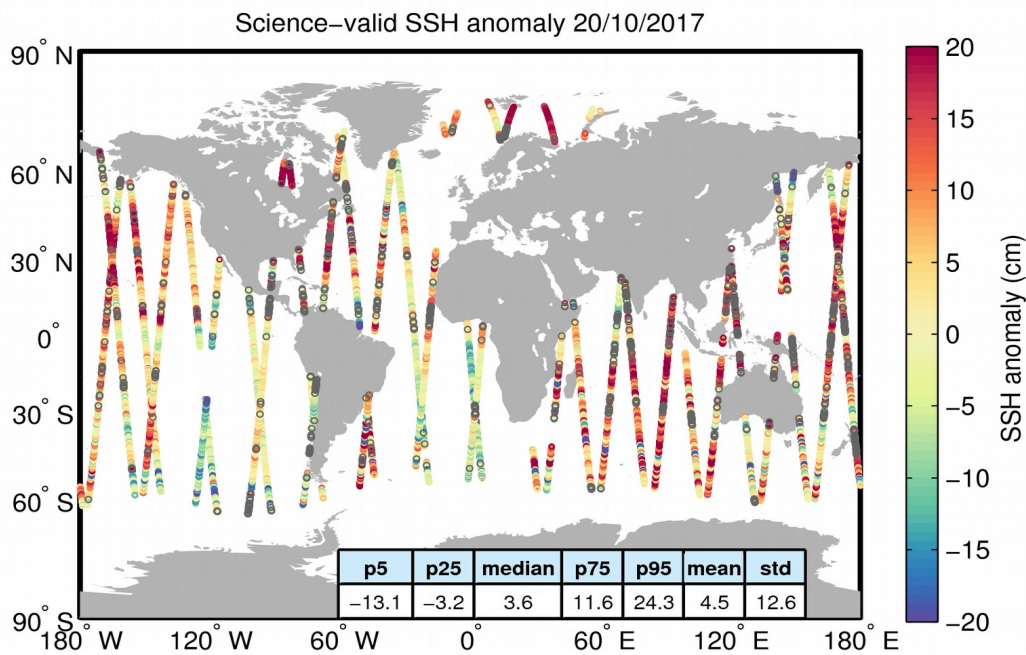 Science−valid SSH anomaly 20/10/2017
90° N
60° N
30° N
0°
30° S
60° S
90° S
180° W 120° W 60° W 0° 60° E 120° E 180° E
p5 p25 median p75 p95 mean std
−13.1 −3.2 3.6 11.6 24.3 4.5 12.6
20
15
10
5
0
−5
−10
−15
−20
SSH anomaly (cm)